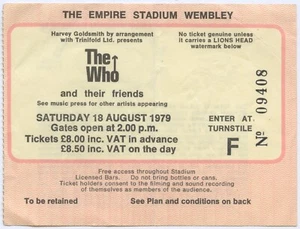 THE EMPIRE STADIUM WEMBLEY
Harvey Goldsmith by arrangement
with Trinifold Ltd. presents
No ticket genuine unless
it carries a LIONS HEAD
watermark below
The
Who
and their friends
See music press for other artists appearing
SATURDAY 18 AUGUST 1979
Gates open at 2.00 p.m.
Tickets £8.00 inc. VAT in advance
£8.50 inc. VAT on the day
ENTER AT
TURNSTILE
F
No 09408
Free access throughout Stadium
Licensed Bars. Do not bring bottles or cans.
Ticket holders consent to the filming and sound recording
of themselves as members of the audience.
To be retained
See Plan and conditions on back